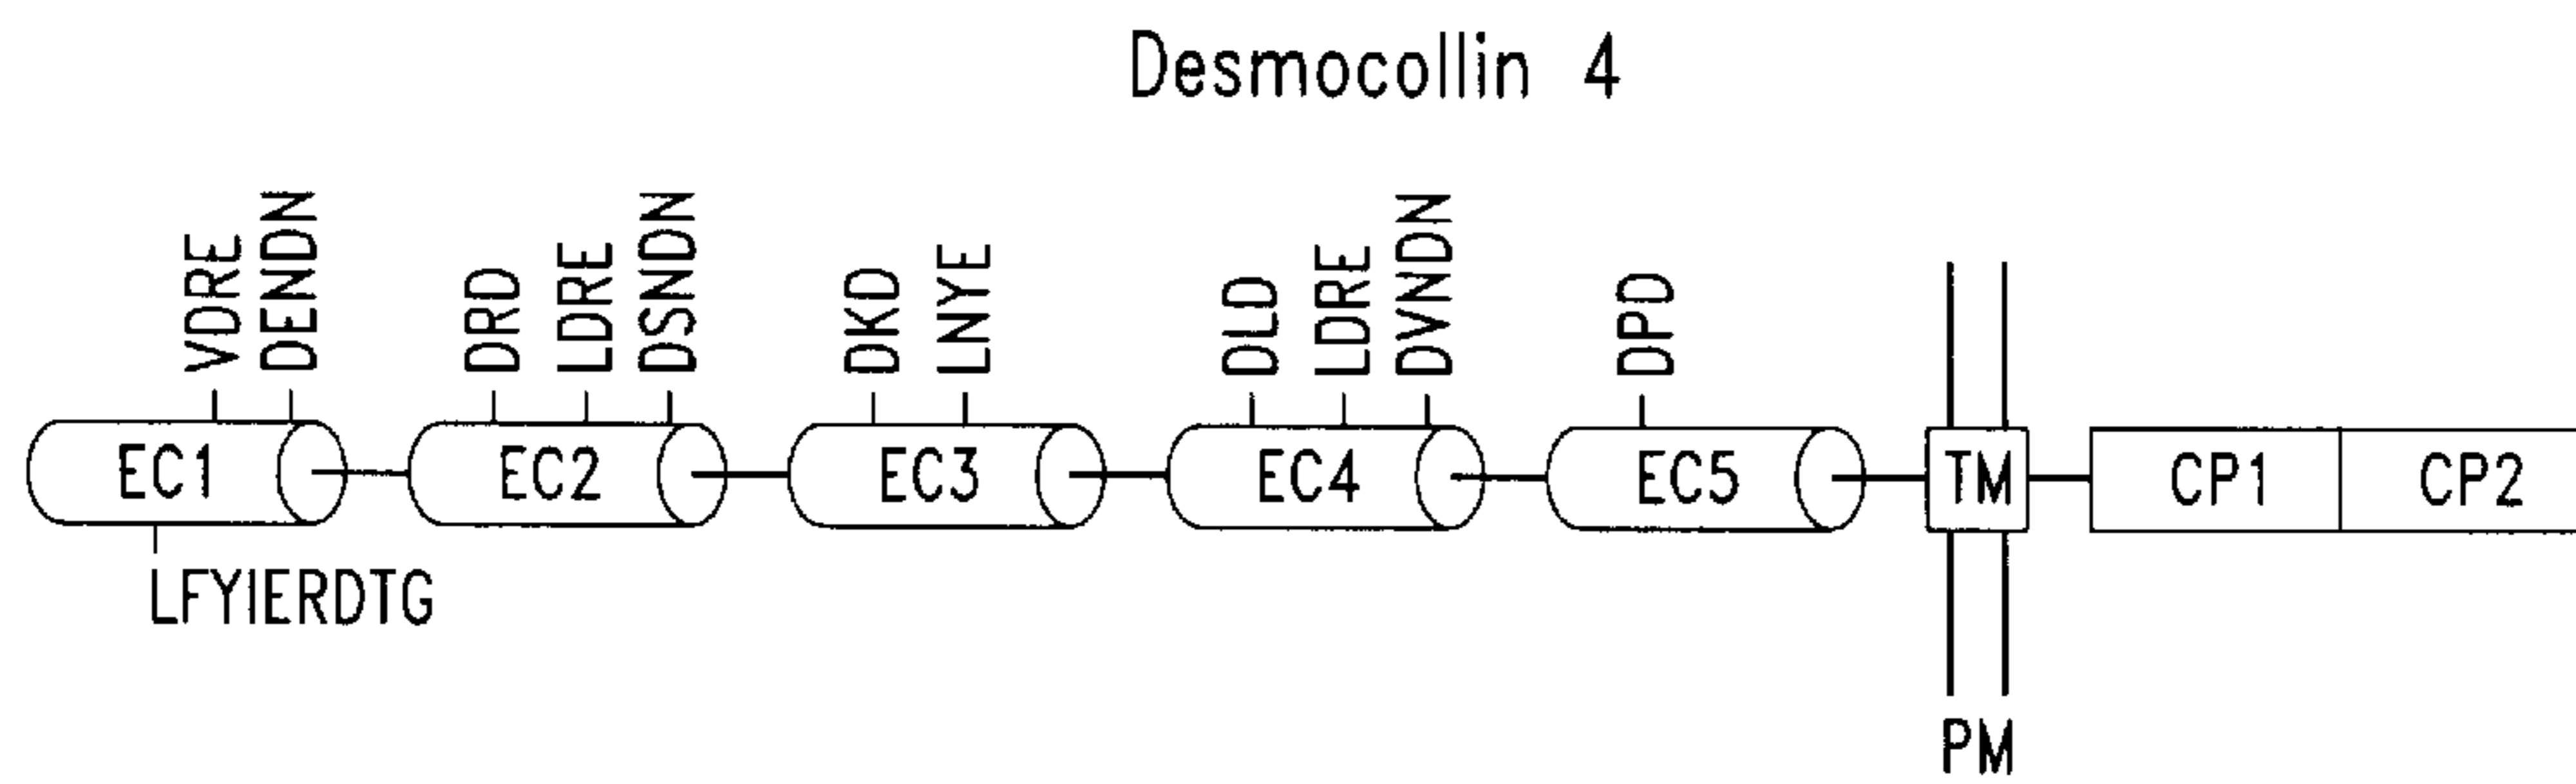 Desmocollin 4
VDRE
DENDN
DRD
LDRE
DSNDN
DKD
LNYE
DLD
LDRE
DVNDN
DPD
EC1
EC2
EC3
EC4
EC5
TM
CP1
CP2
LFYIERDTG
PM